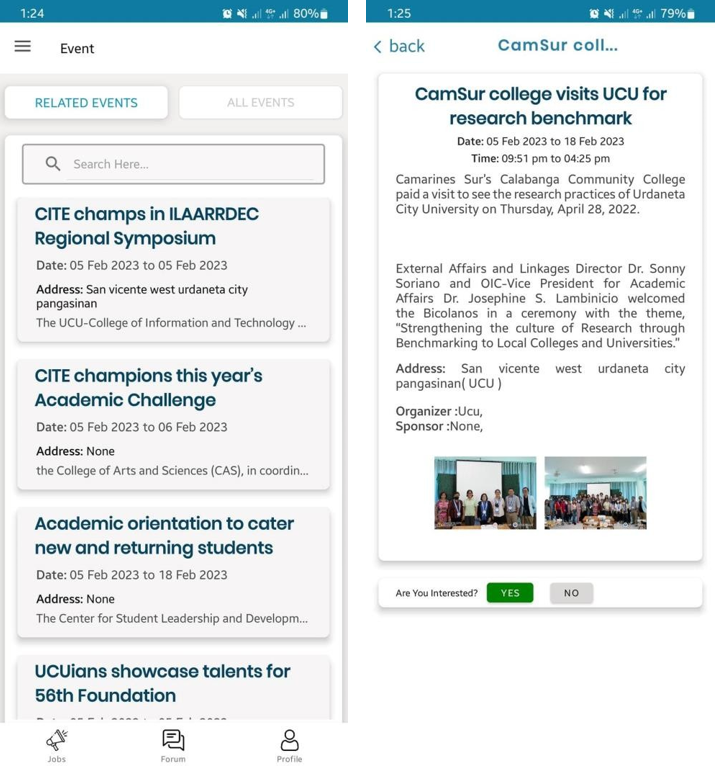 1:24
4G+
80%
Event
RELATED EVENTS
ALL EVENTS
Search Here...
CITE champs in ILAARRDEC
Regional Symposium
Date: 05 Feb 2023 to 05 Feb 2023
Address: San vicente west urdaneta city
pangasinan
The UCU-College of Information and Technology ...
CITE champions this year's
Academic Challenge
Date: 05 Feb 2023 to 06 Feb 2023
Address: None
the College of Arts and Sciences (CAS), in coordin...
Academic orientation to cater
new and returning students
Date: 05 Feb 2023 to 18 Feb 2023
Address: None
The Center for Student Leadership and Developm...
UCUians showcase talents for
56th Foundation
Jobs
Forum
Profile
1:25
4G+
79%
back
CamSur coll...
CamSur college visits UCU for
research benchmark
Date: 05 Feb 2023 to 18 Feb 2023
Time: 09:51 pm to 04:25 pm
Camarines Sur's Calabanga Community College
paid a visit to see the research practices of Urdaneta
City University on Thursday, April 28, 2022.
External Affairs and Linkages Director Dr. Sonny
Soriano and OIC-Vice President for Academic
Affairs Dr. Josephine S. Lambinicio welcomed
the Bicolanos in a ceremony with the theme,
"Strengthening the culture of Research through
Benchmarking to Local Colleges and Universities."
Address: San vicente west urdaneta city
pangasinan( UCU )
Organizer :Ucu,
Sponsor :None,
Are You Interested?
YES
NO